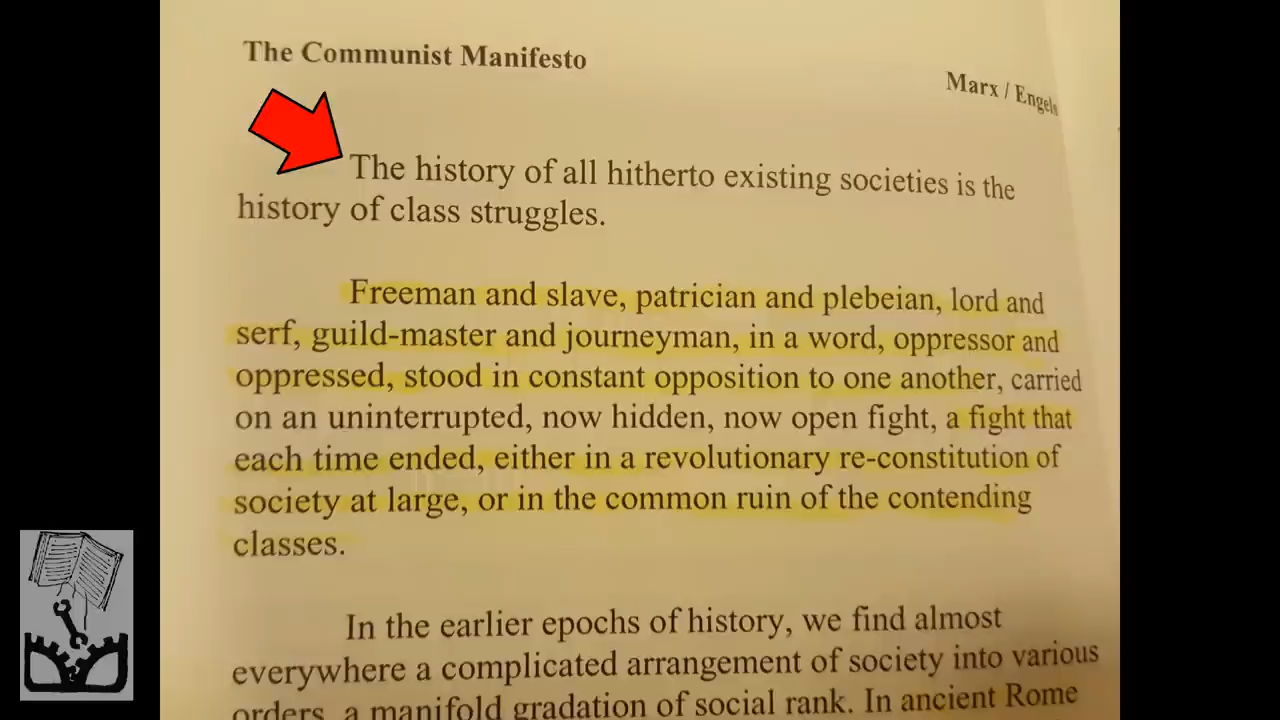 The Communist Manifesto
Marx / Engels
The history of all hitherto existing societies is the
history of class struggles.
Freeman and slave, patrician and plebeian, lord and
serf, guild-master and journeyman, in a word, oppressor and
oppressed, stood in constant opposition to one another, carried
on an uninterrupted, now hidden, now open fight, a fight that
each time ended, either in a revolutionary re-constitution of
society at large, or in the common ruin of the contending
classes.
In the earlier epochs of history, we find almost
everywhere a complicated arrangement of society into various
orders, a manifold gradation of social rank. In ancient Rome